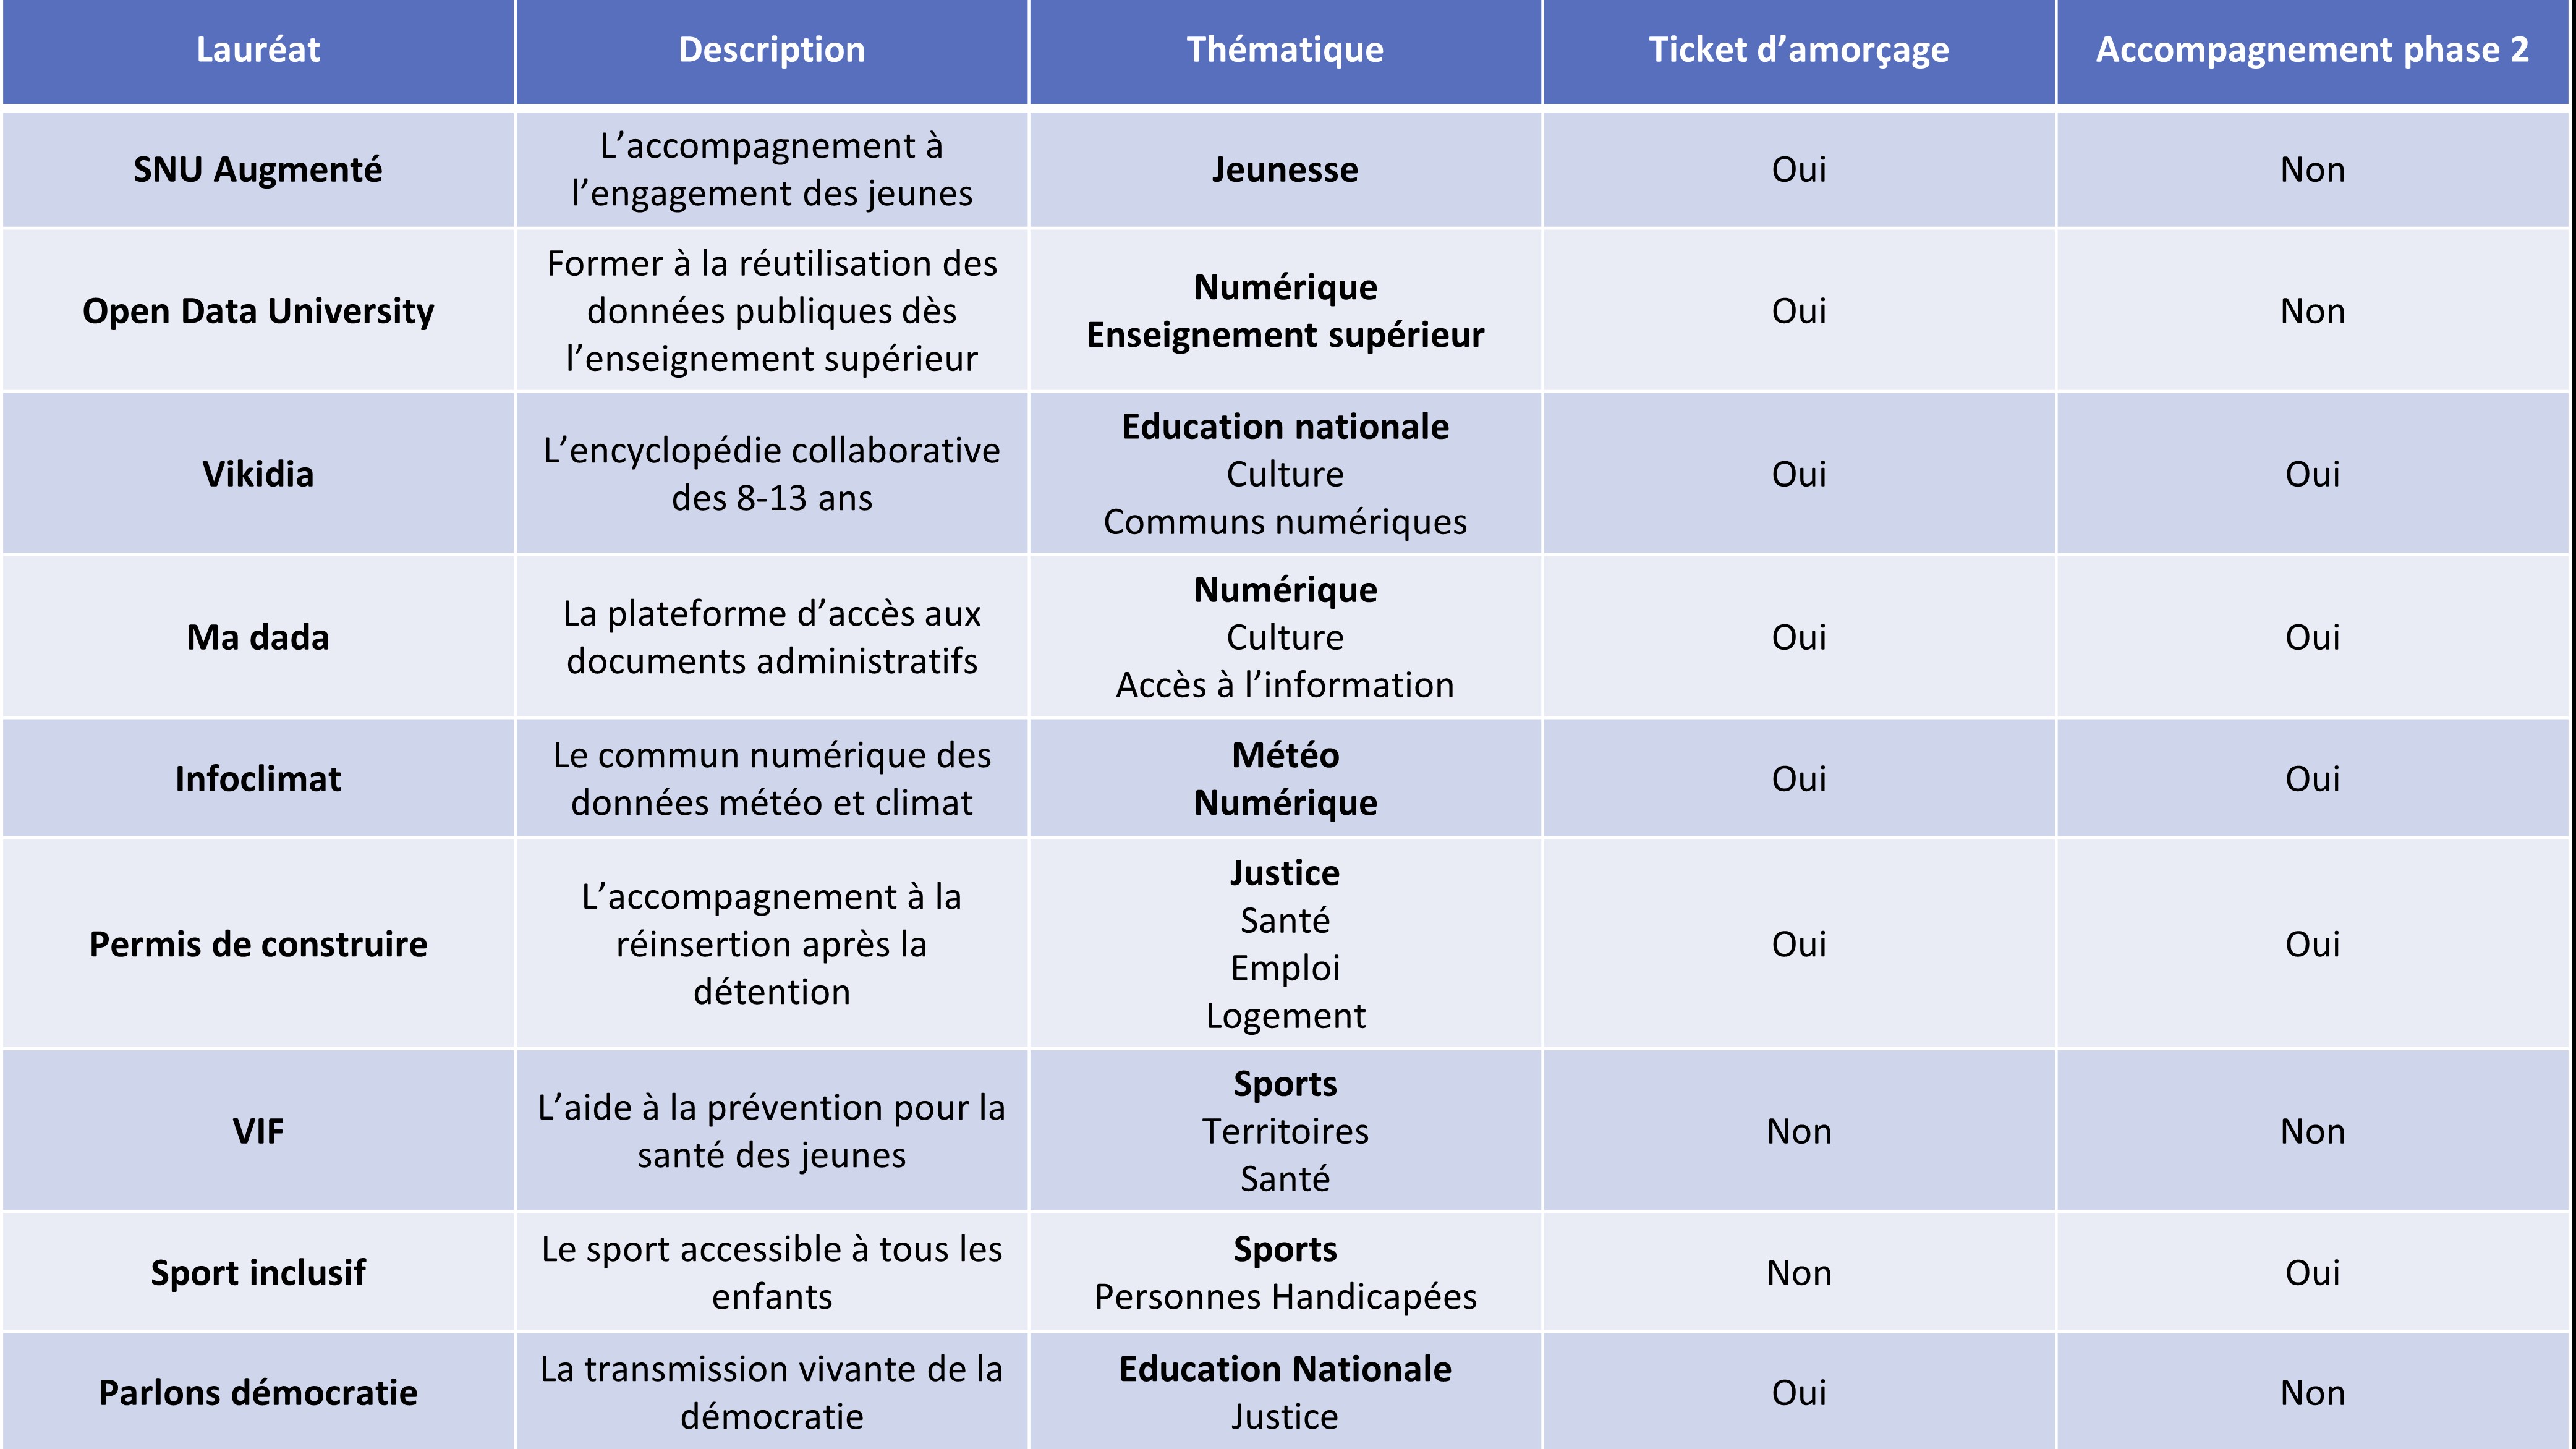 Lauréat
Description
Thématique
Ticket d’amorçage
Accompagnement phase 2
SNU Augmenté
L’accompagnement à
l’engagement des jeunes
Jeunesse
Oui
Non
Open Data University
Former à la réutilisation des
données publiques dès
l’enseignement supérieur
Numérique
Enseignement supérieur
Oui
Non
Vikidia
L’encyclopédie collaborative
des 8-13 ans
Education nationale
Culture
Communs numériques
Oui
Oui
Ma dada
La plateforme d’accès aux
documents administratifs
Numérique
Culture
Accès à l’information
Oui
Oui
Infoclimat
Le commun numérique des
données météo et climat
Météo
Numérique
Oui
Oui
Permis de construire
L’accompagnement à la
réinsertion après la
détention
Justice
Santé
Emploi
Logement
Oui
Oui
VIF
L’aide à la prévention pour la
santé des jeunes
Sports
Territoires
Santé
Non
Non
Sport inclusif
Le sport accessible à tous les
enfants
Sports
Personnes Handicapées
Non
Oui
Parlons démocratie
La transmission vivante de la
démocratie
Education Nationale
Justice
Oui
Non